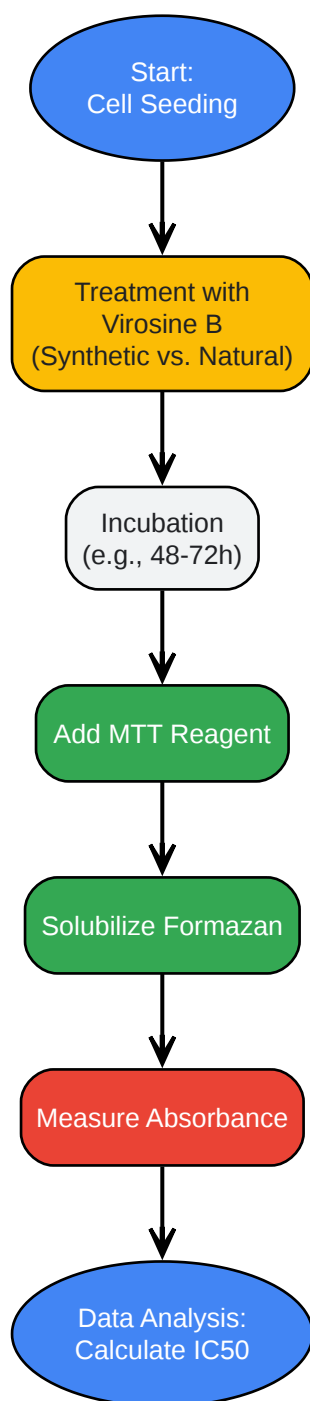 Start:
Cell Seeding
Treatment with
Virosine B
(Synthetic vs. Natural)
Incubation
(e.g., 48-72h)
Add MTT Reagent
Solubilize Formazan
Measure Absorbance
Data Analysis:
Calculate IC50